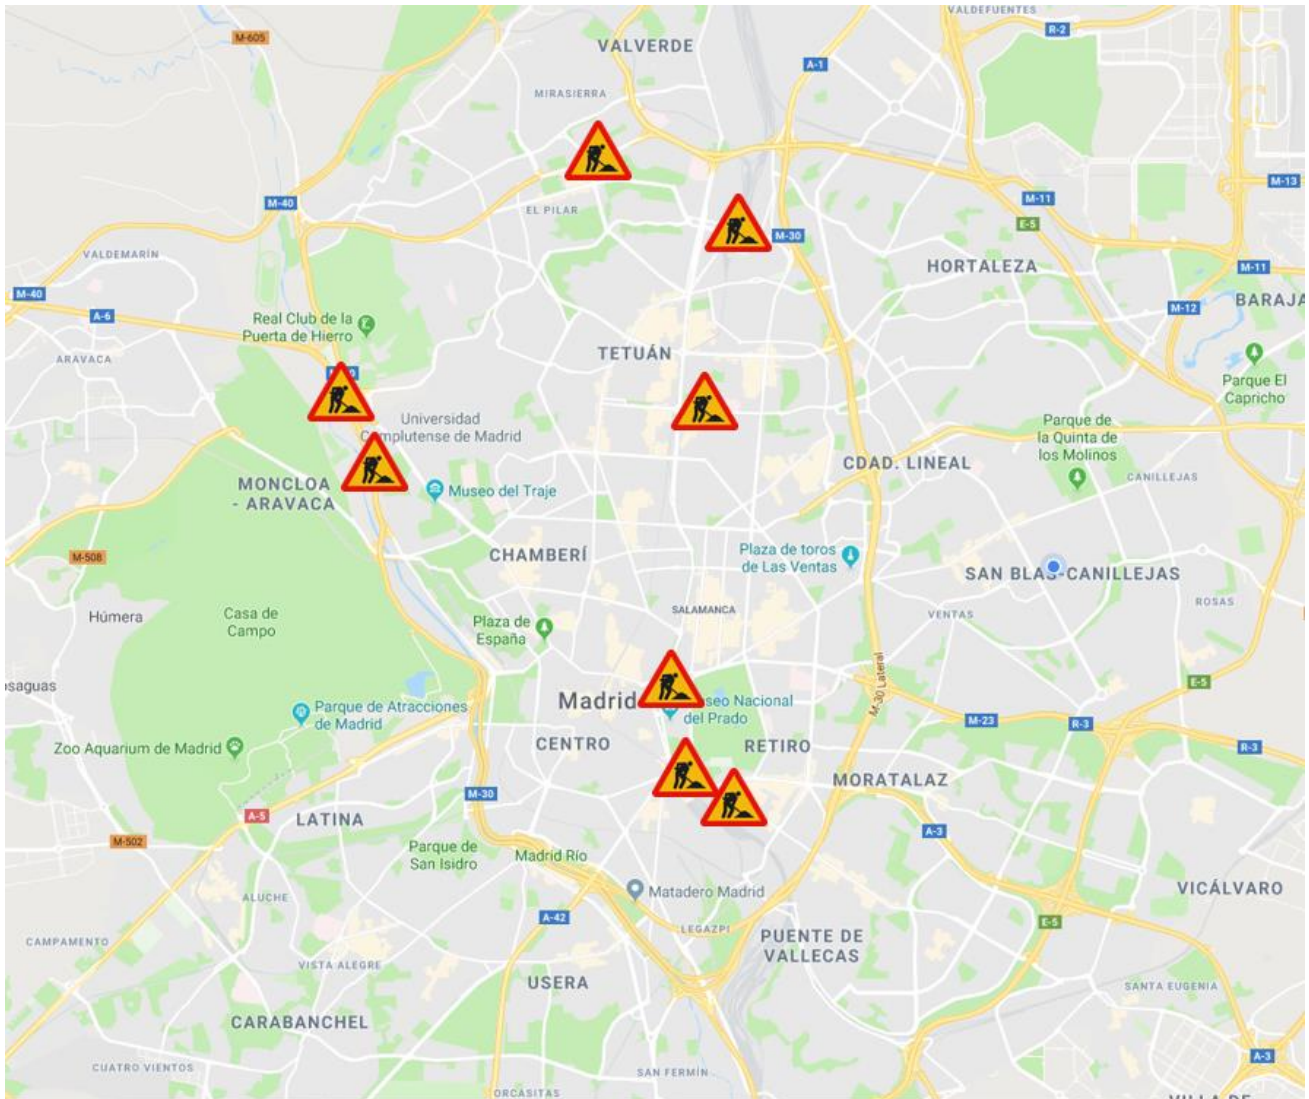 VALDEFUENTES
M-605
VALVERDE
R-2
A-1
MIRASIERRA
M-13
M-11
M-40
EL PILAR
E-5
M-30
VALDEMARÍN
HORTALEZA
M-11
M-40
BARAJA
A-6
M-12
Real Club de la
Puerta de Hierro
TETUÁN
ARAVACA
Parque El
Capricho
Universidad
Complutense de Madrid
Parque de
la Quinta de
los Molinos
CDAD. LINEAL
CANILLEJAS
MONCLOA
- ARAVACA
Museo del Traje
M-508
CHAMBERÍ
Plaza de toros
de Las Ventas
SAN BLAS-CANILLEJAS
ROSAS
Húmera
Casa de
Campo
SALAMANCA
VENTAS
Plaza de
España
M-30 Lateral
E-5
osaguas
Madrid
seo Nacional
del Prado
Parque de Atracciones
de Madrid
M-23
R-3
R-3
Zoo Aquarium de Madrid
CENTRO
RETIRO
MORATALAZ
M-30
A-5
LATINA
A-3
M-502
Parque de
San Isidro
Madrid Río
Matadero Madrid
VICÁLVARO
ALUCHE
A-42
E-5
LEGAZPI
CAMPAMENTO
PUENTE DE
VALLECAS
VISTA ALEGRE
USERA
SANTA EUGENIA
CARABANCHEL
A-3
CUATRO VIENTOS
SAN FERMÍN
ORCASITAS
VILLA DE